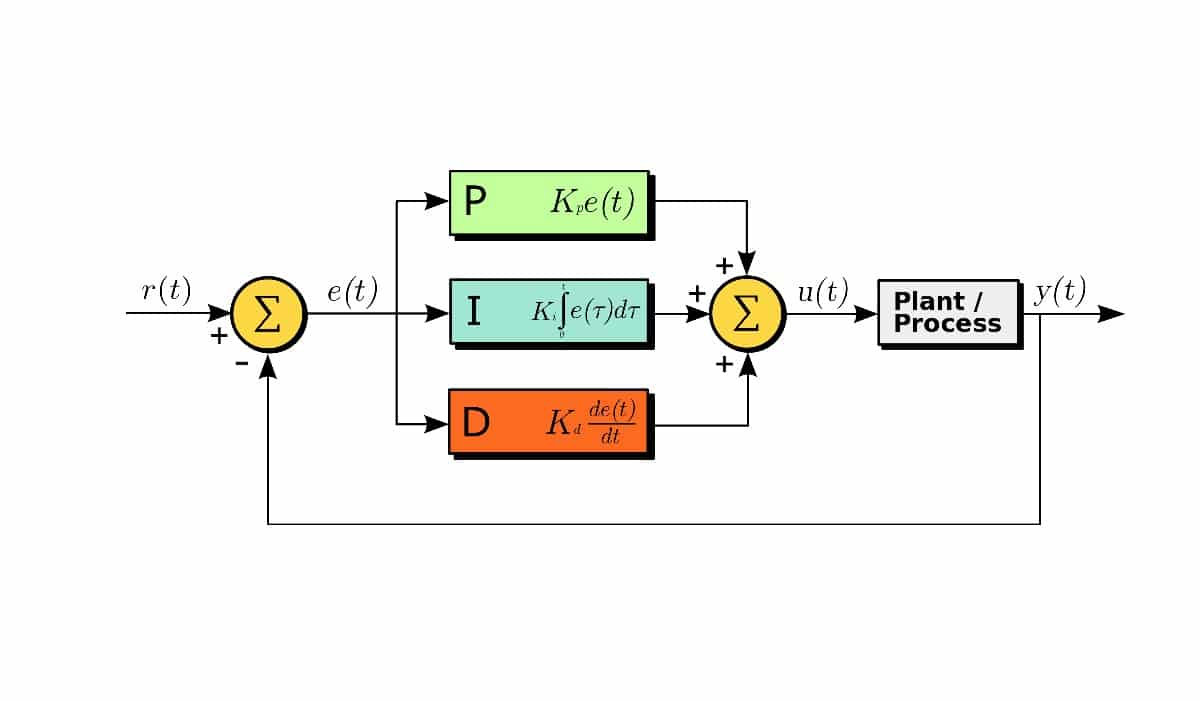 P K_p e(t)
r(t)
+
-
Σ
e(t)
I K_i ∫_0^t e(τ)dτ
D K_d de(t)/dt
+
+
+
Σ
u(t)
Plant /
Process
y(t)